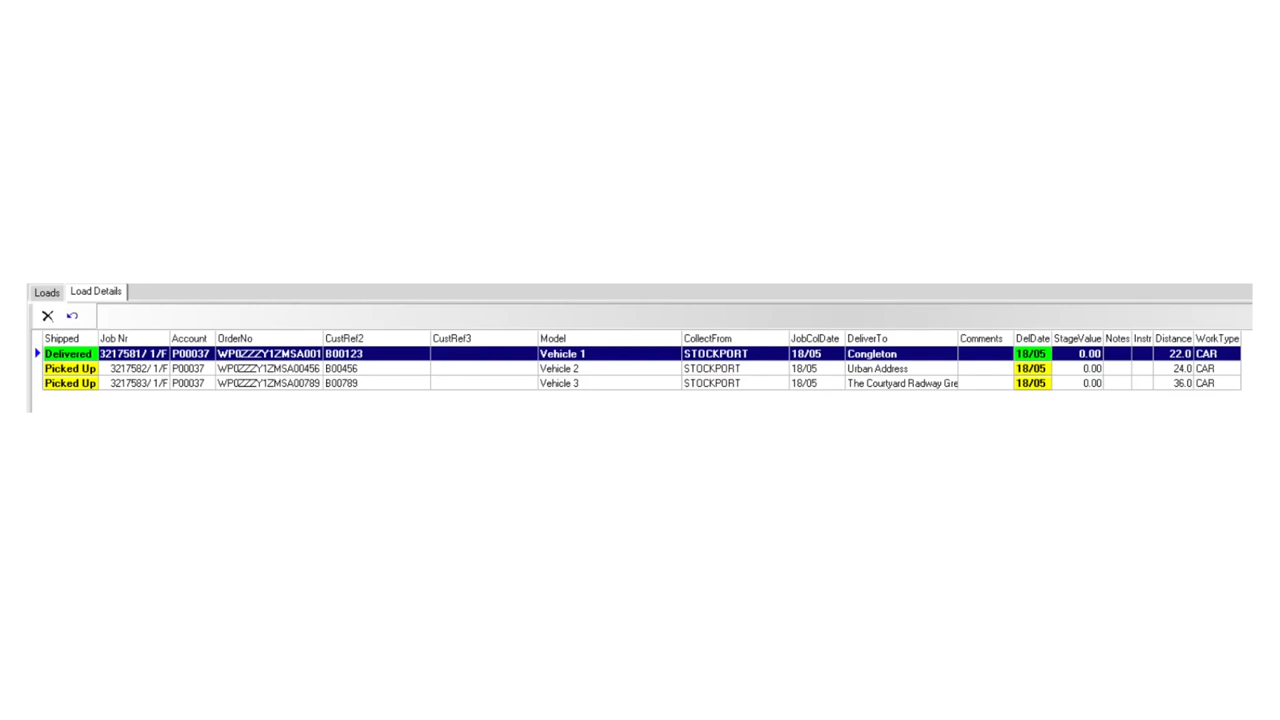 Loads Load Details
Shipped Job Nr Account OrderNo CustRef2 CustRef3 Model CollectFrom JobColDate DeliverTo Comments DelDate StageValue Notes Instr Distance WorkType
Delivered 3217581/ 1/F P00037 WP0ZZZY1ZMSA001 B00123 Vehicle 1 STOCKPORT 18/05 Congleton 18/05 0.00 22.0 CAR
Picked Up 3217582/ 1/F P00037 WP0ZZZY1ZMSA00456 B00456 Vehicle 2 STOCKPORT 18/05 Urban Address 18/05 0.00 24.0 CAR
Picked Up 3217583/ 1/F P00037 WP0ZZZY1ZMSA00789 B00789 Vehicle 3 STOCKPORT 18/05 The Courtyard Radway Gre 18/05 0.00 36.0 CAR